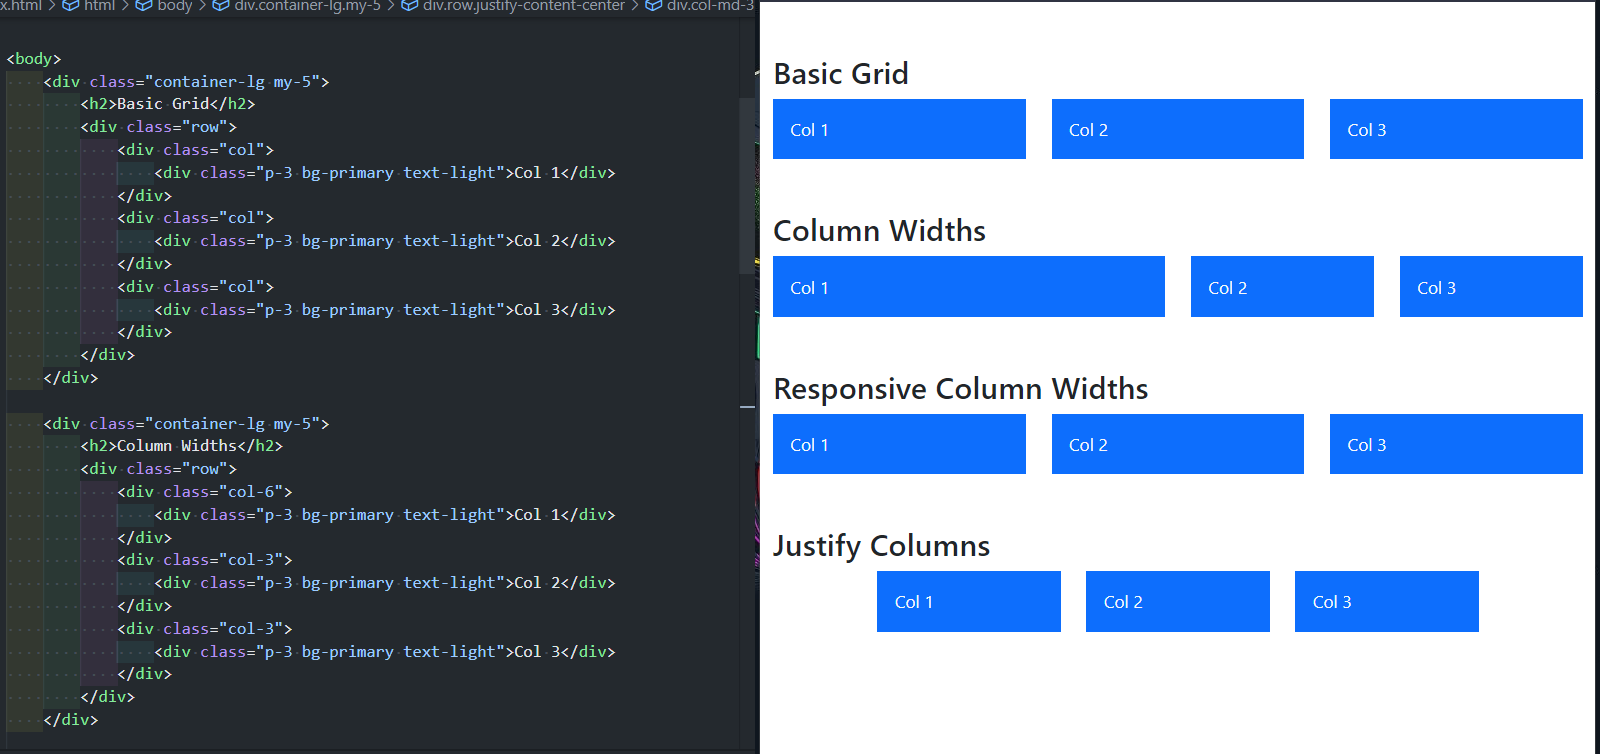 x.html > html > body > div.container-lg.my-5 > div.row.justify-content-center > div.col-md-3
<body>
<div class="container-lg my-5">
<h2>Basic Grid</h2>
<div class="row">
<div class="col">
<div class="p-3 bg-primary text-light">Col 1</div>
</div>
<div class="col">
<div class="p-3 bg-primary text-light">Col 2</div>
</div>
<div class="col">
<div class="p-3 bg-primary text-light">Col 3</div>
</div>
</div>
</div>
<div class="container-lg my-5">
<h2>Column Widths</h2>
<div class="row">
<div class="col-6">
<div class="p-3 bg-primary text-light">Col 1</div>
</div>
<div class="col-3">
<div class="p-3 bg-primary text-light">Col 2</div>
</div>
<div class="col-3">
<div class="p-3 bg-primary text-light">Col 3</div>
</div>
</div>
</div>
Basic Grid
Col 1 Col 2 Col 3
Column Widths
Col 1 Col 2 Col 3
Responsive Column Widths
Col 1 Col 2 Col 3
Justify Columns
Col 1 Col 2 Col 3